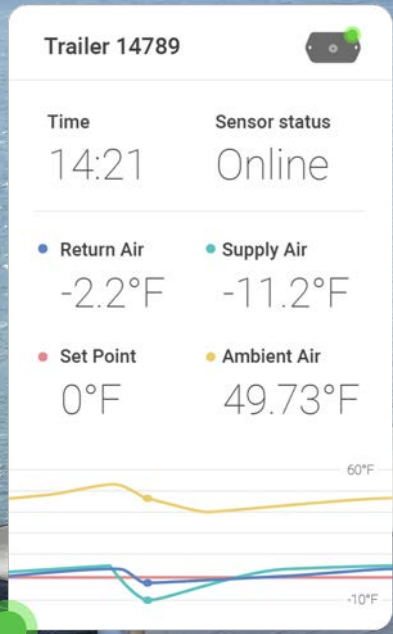 Trailer 14789
Time Sensor status
14:21 Online
Return Air Supply Air
-2.2°F -11.2°F
Set Point Ambient Air
0°F 49.73°F
60°F
-10°F